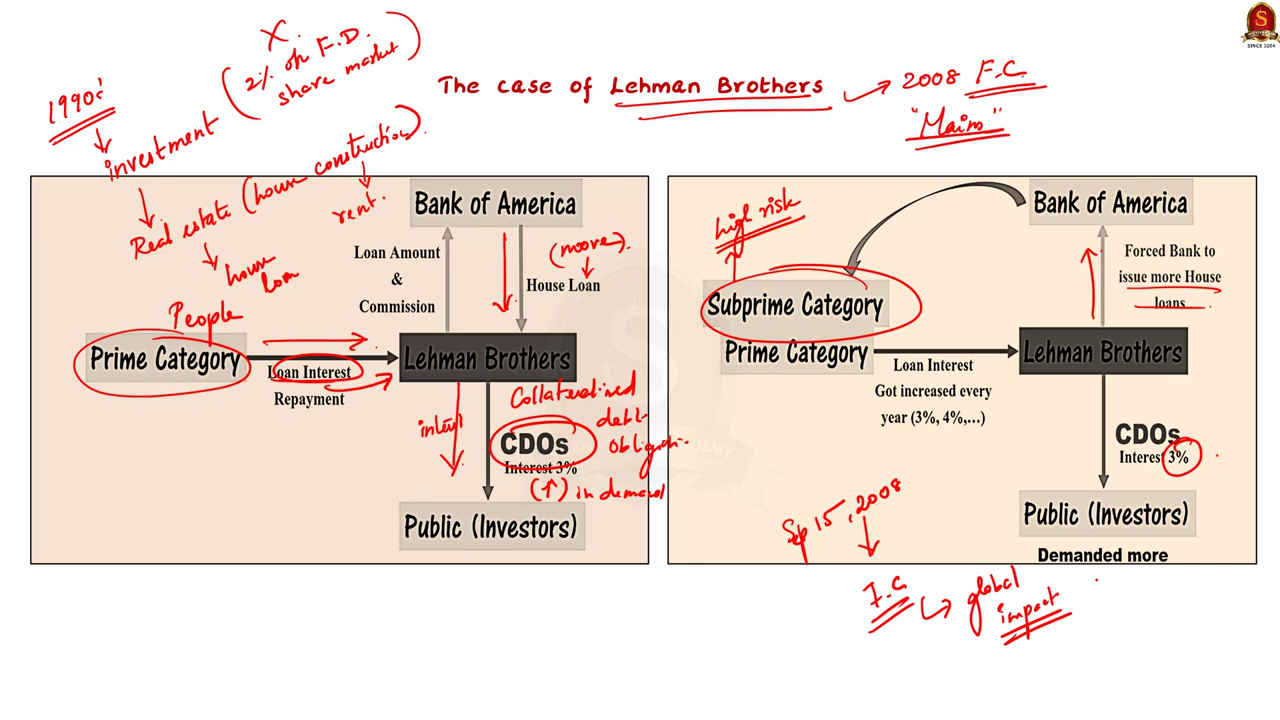 S
SINCE 2004
The case of Lehman Brothers
2008 F.C.
"Mains"
1990s'
investment
X.
2% on F.D.
share market
Real estate (house construction).
rent.
house
loan
People
Bank of America
Loan Amount
&
Commission
(more).
House Loan
Prime Category
Loan Interest
Repayment
Lehman Brothers
Collateralized
debt
obligati
CDOs
Interest 3%
(↑) in demand
Public (Investors)
high risk
Bank of America
Forced Bank to
issue more House
loans
Subprime Category
Prime Category
Loan Interest
Got increased every
year (3%, 4%,...)
Lehman Brothers
CDOs
Interest 3%
Public (Investors)
Demanded more
Sep 15, 2008
F.C.
global
impact